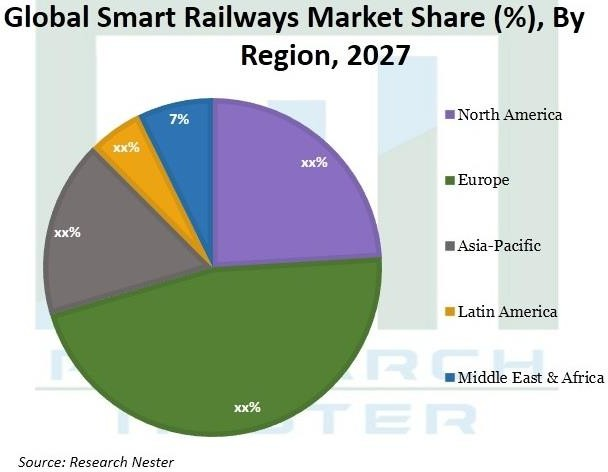 Global Smart Railways Market Share (%), By
Region, 2027
7%
xx%
xx%
xx%
xx%
North America
Europe
Asia-Pacific
Latin America
Middle East & Africa
RESEARCH
NESTER
Source: Research Nester